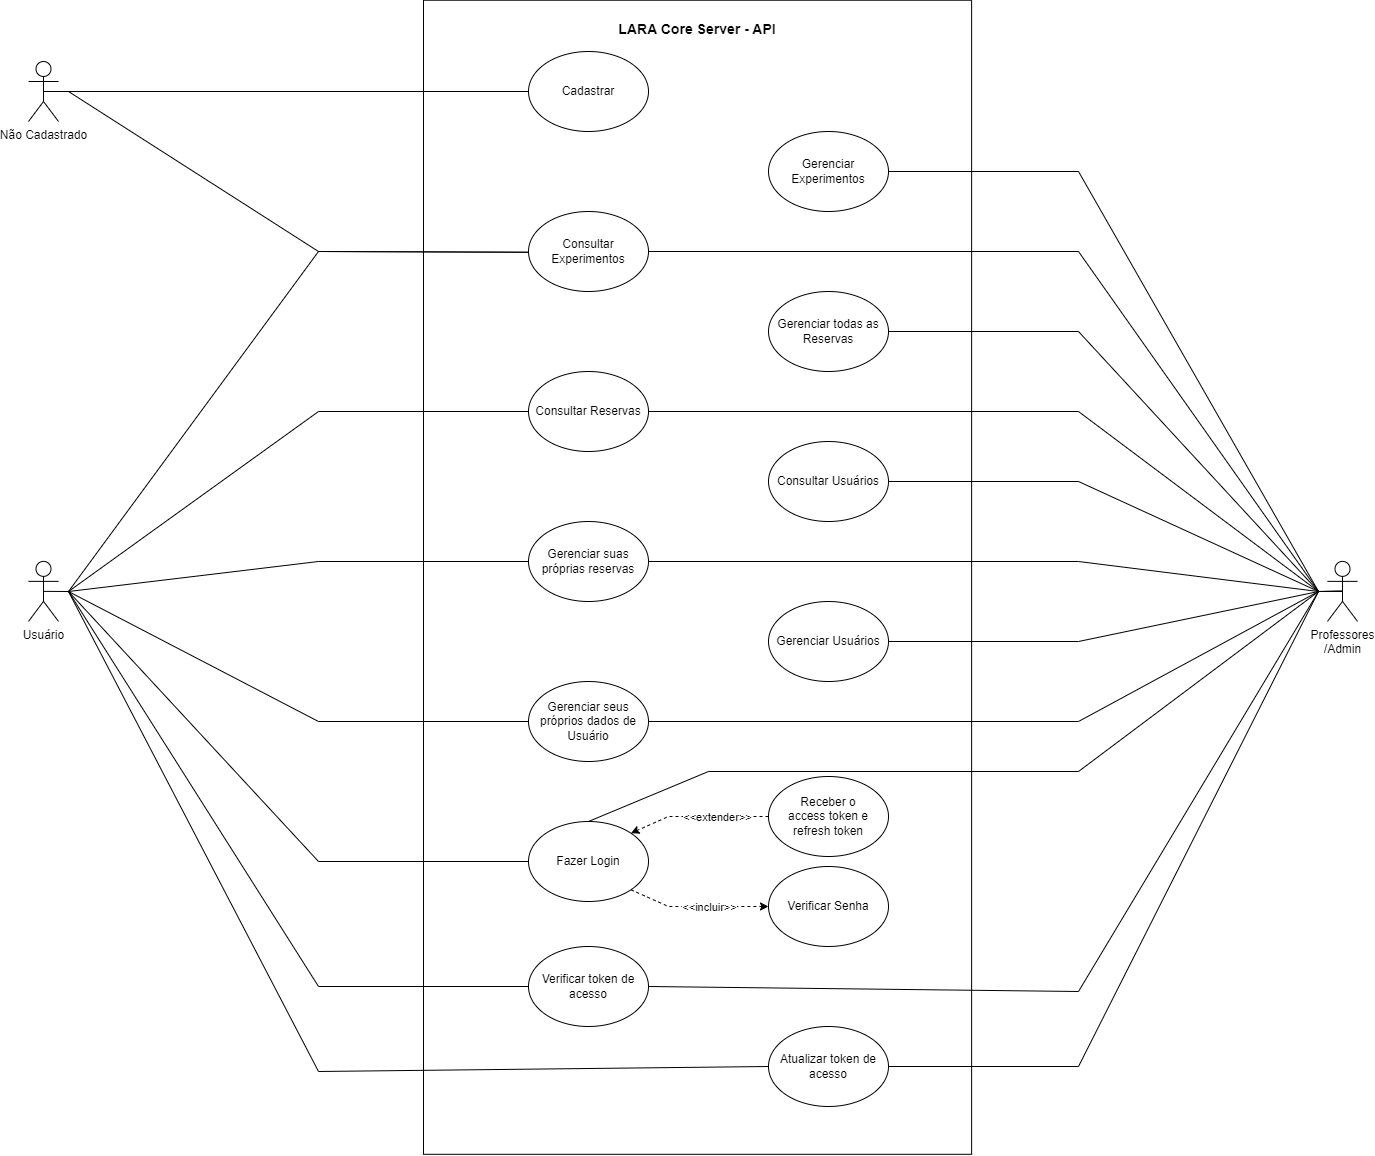 LARA Core Server - API
Não Cadastrado
Cadastrar
Gerenciar
Experimentos
Consultar
Experimentos
Gerenciar todas as
Reservas
Consultar Reservas
Consultar Usuários
Gerenciar suas
próprias reservas
Usuário
Professores
/Admin
Gerenciar Usuários
Gerenciar seus
próprios dados de
Usuário
Receber o
access token e
refresh token
<<extender>>
Fazer Login
<<incluir>>
Verificar Senha
Verificar token de
acesso
Atualizar token de
acesso